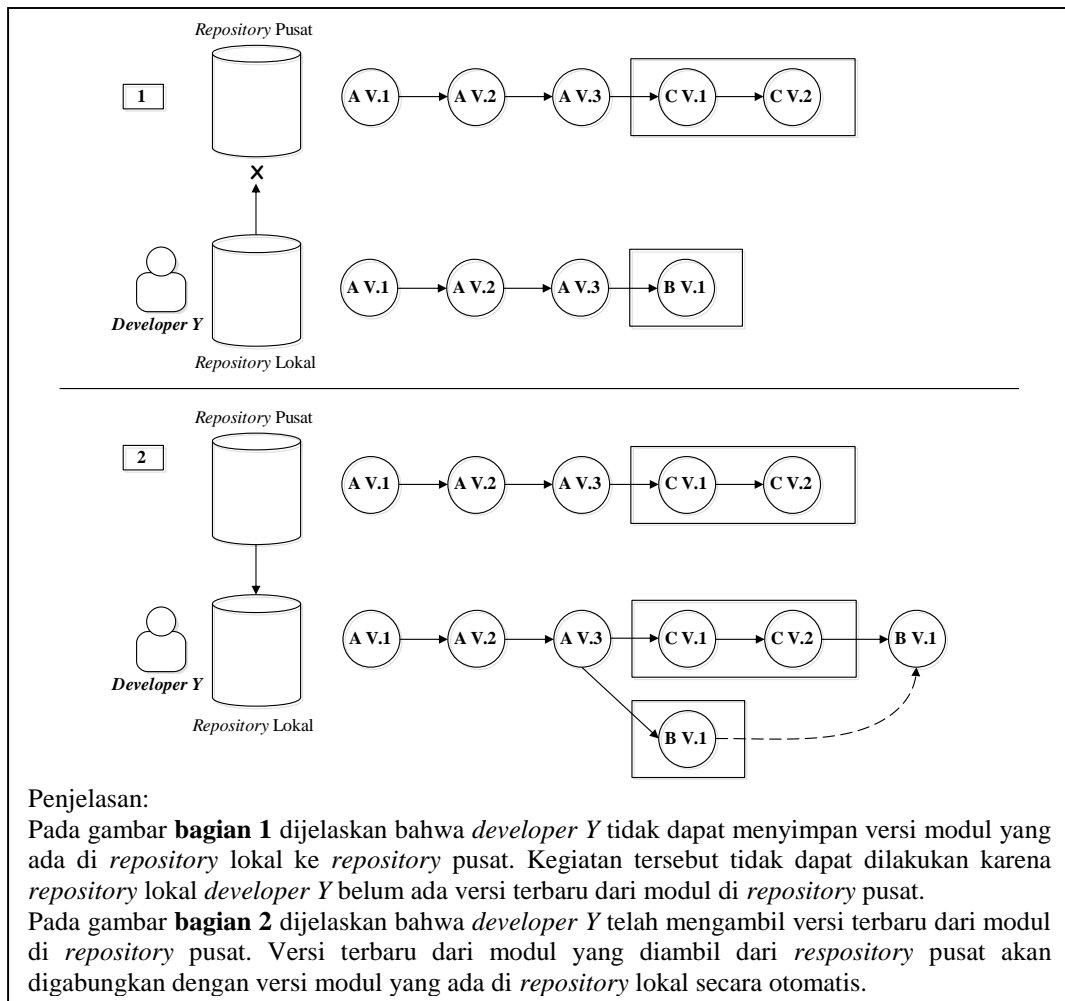 Repository Pusat
1
A V.1 A V.2 A V.3 C V.1 C V.2
X
A V.1 A V.2 A V.3 B V.1
Developer Y
Repository Lokal
Repository Pusat
2
A V.1 A V.2 A V.3 C V.1 C V.2
A V.1 A V.2 A V.3 C V.1 C V.2 B V.1
Developer Y
Repository Lokal
B V.1
Penjelasan:
Pada gambar bagian 1 dijelaskan bahwa developer Y tidak dapat menyimpan versi modul yang
ada di repository lokal ke repository pusat. Kegiatan tersebut tidak dapat dilakukan karena
repository lokal developer Y belum ada versi terbaru dari modul di repository pusat.
Pada gambar bagian 2 dijelaskan bahwa developer Y telah mengambil versi terbaru dari modul
di repository pusat. Versi terbaru dari modul yang diambil dari respository pusat akan
digabungkan dengan versi modul yang ada di repository lokal secara otomatis.